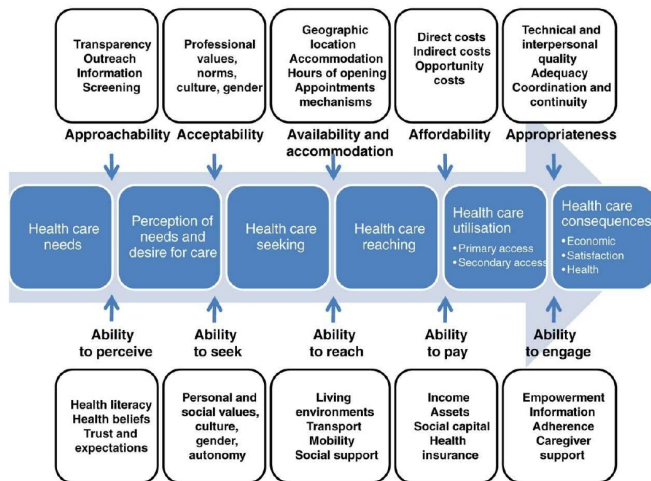 Transparency
Outreach
Information
Screening
Professional
values,
norms,
culture, gender
Geographic
location
Accommodation
Hours of opening
Appointments
mechanisms
Direct costs
Indirect costs
Opportunity
costs
Technical and
interpersonal
quality
Adequacy
Coordination and
continuity
Approachability
Acceptability
Availability and
accommodation
Affordability
Appropriateness
Health care
needs
Perception of
needs and
desire for care
Health care
seeking
Health care
reaching
Health care
utilisation
• Primary access
• Secondary access
Health care
consequences
• Economic
• Satisfaction
• Health
Ability
to perceive
Ability
to seek
Ability
to reach
Ability
to pay
Ability
to engage
Health literacy
Health beliefs
Trust and
expectations
Personal and
social values,
culture,
gender,
autonomy
Living
environments
Transport
Mobility
Social support
Income
Assets
Social capital
Health
insurance
Empowerment
Information
Adherence
Caregiver
support